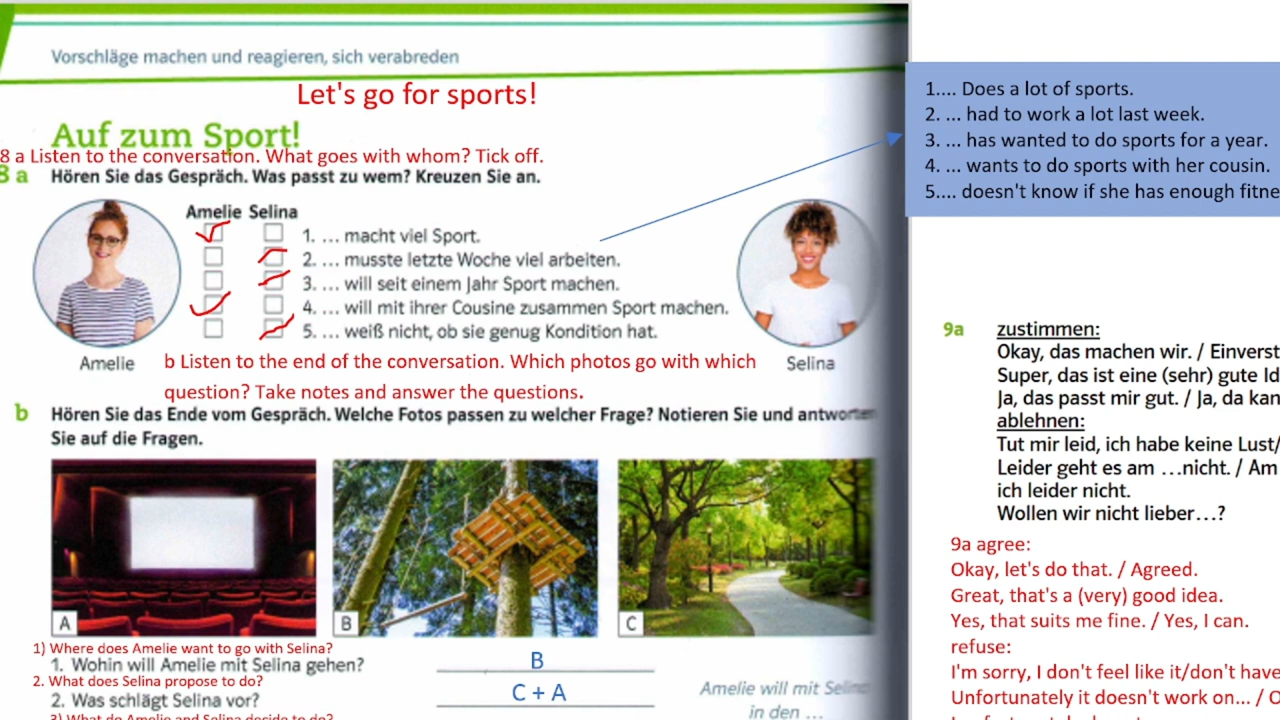 Vorschläge machen und reagieren, sich verabreden
Let's go for sports!
Auf zum Sport!
8 a Listen to the conversation. What goes with whom? Tick off.
8 a Hören Sie das Gespräch. Was passt zu wem? Kreuzen Sie an.
Amelie Selina
1. ... macht viel Sport.
2. ... musste letzte Woche viel arbeiten.
3. ... will seit einem Jahr Sport machen.
4. ... will mit ihrer Cousine zusammen Sport machen.
5. ... weiß nicht, ob sie genug Kondition hat.
Amelie
Selina
b Listen to the end of the conversation. Which photos go with which
question? Take notes and answer the questions.
b Hören Sie das Ende vom Gespräch. Welche Fotos passen zu welcher Frage? Notieren Sie und antworten
Sie auf die Fragen.
A
B
C
1) Where does Amelie want to go with Selina?
1. Wohin will Amelie mit Selina gehen?
B
2. What does Selina propose to do?
2. Was schlägt Selina vor?
C + A
Amelie will mit Selina
in den ...
3) What do Amelie and Selina decide to do?
1.... Does a lot of sports.
2. ... had to work a lot last week.
3. ... has wanted to do sports for a year.
4. ... wants to do sports with her cousin.
5.... doesn't know if she has enough fitne
9a zustimmen:
Okay, das machen wir. / Einverst
Super, das ist eine (sehr) gute Id
Ja, das passt mir gut. / Ja, da kan
ablehnen:
Tut mir leid, ich habe keine Lust/
Leider geht es am ...nicht. / Am
ich leider nicht.
Wollen wir nicht lieber...?
9a agree:
Okay, let's do that. / Agreed.
Great, that's a (very) good idea.
Yes, that suits me fine. / Yes, I can.
refuse:
I'm sorry, I don't feel like it/don't have
Unfortunately it doesn't work on... / O